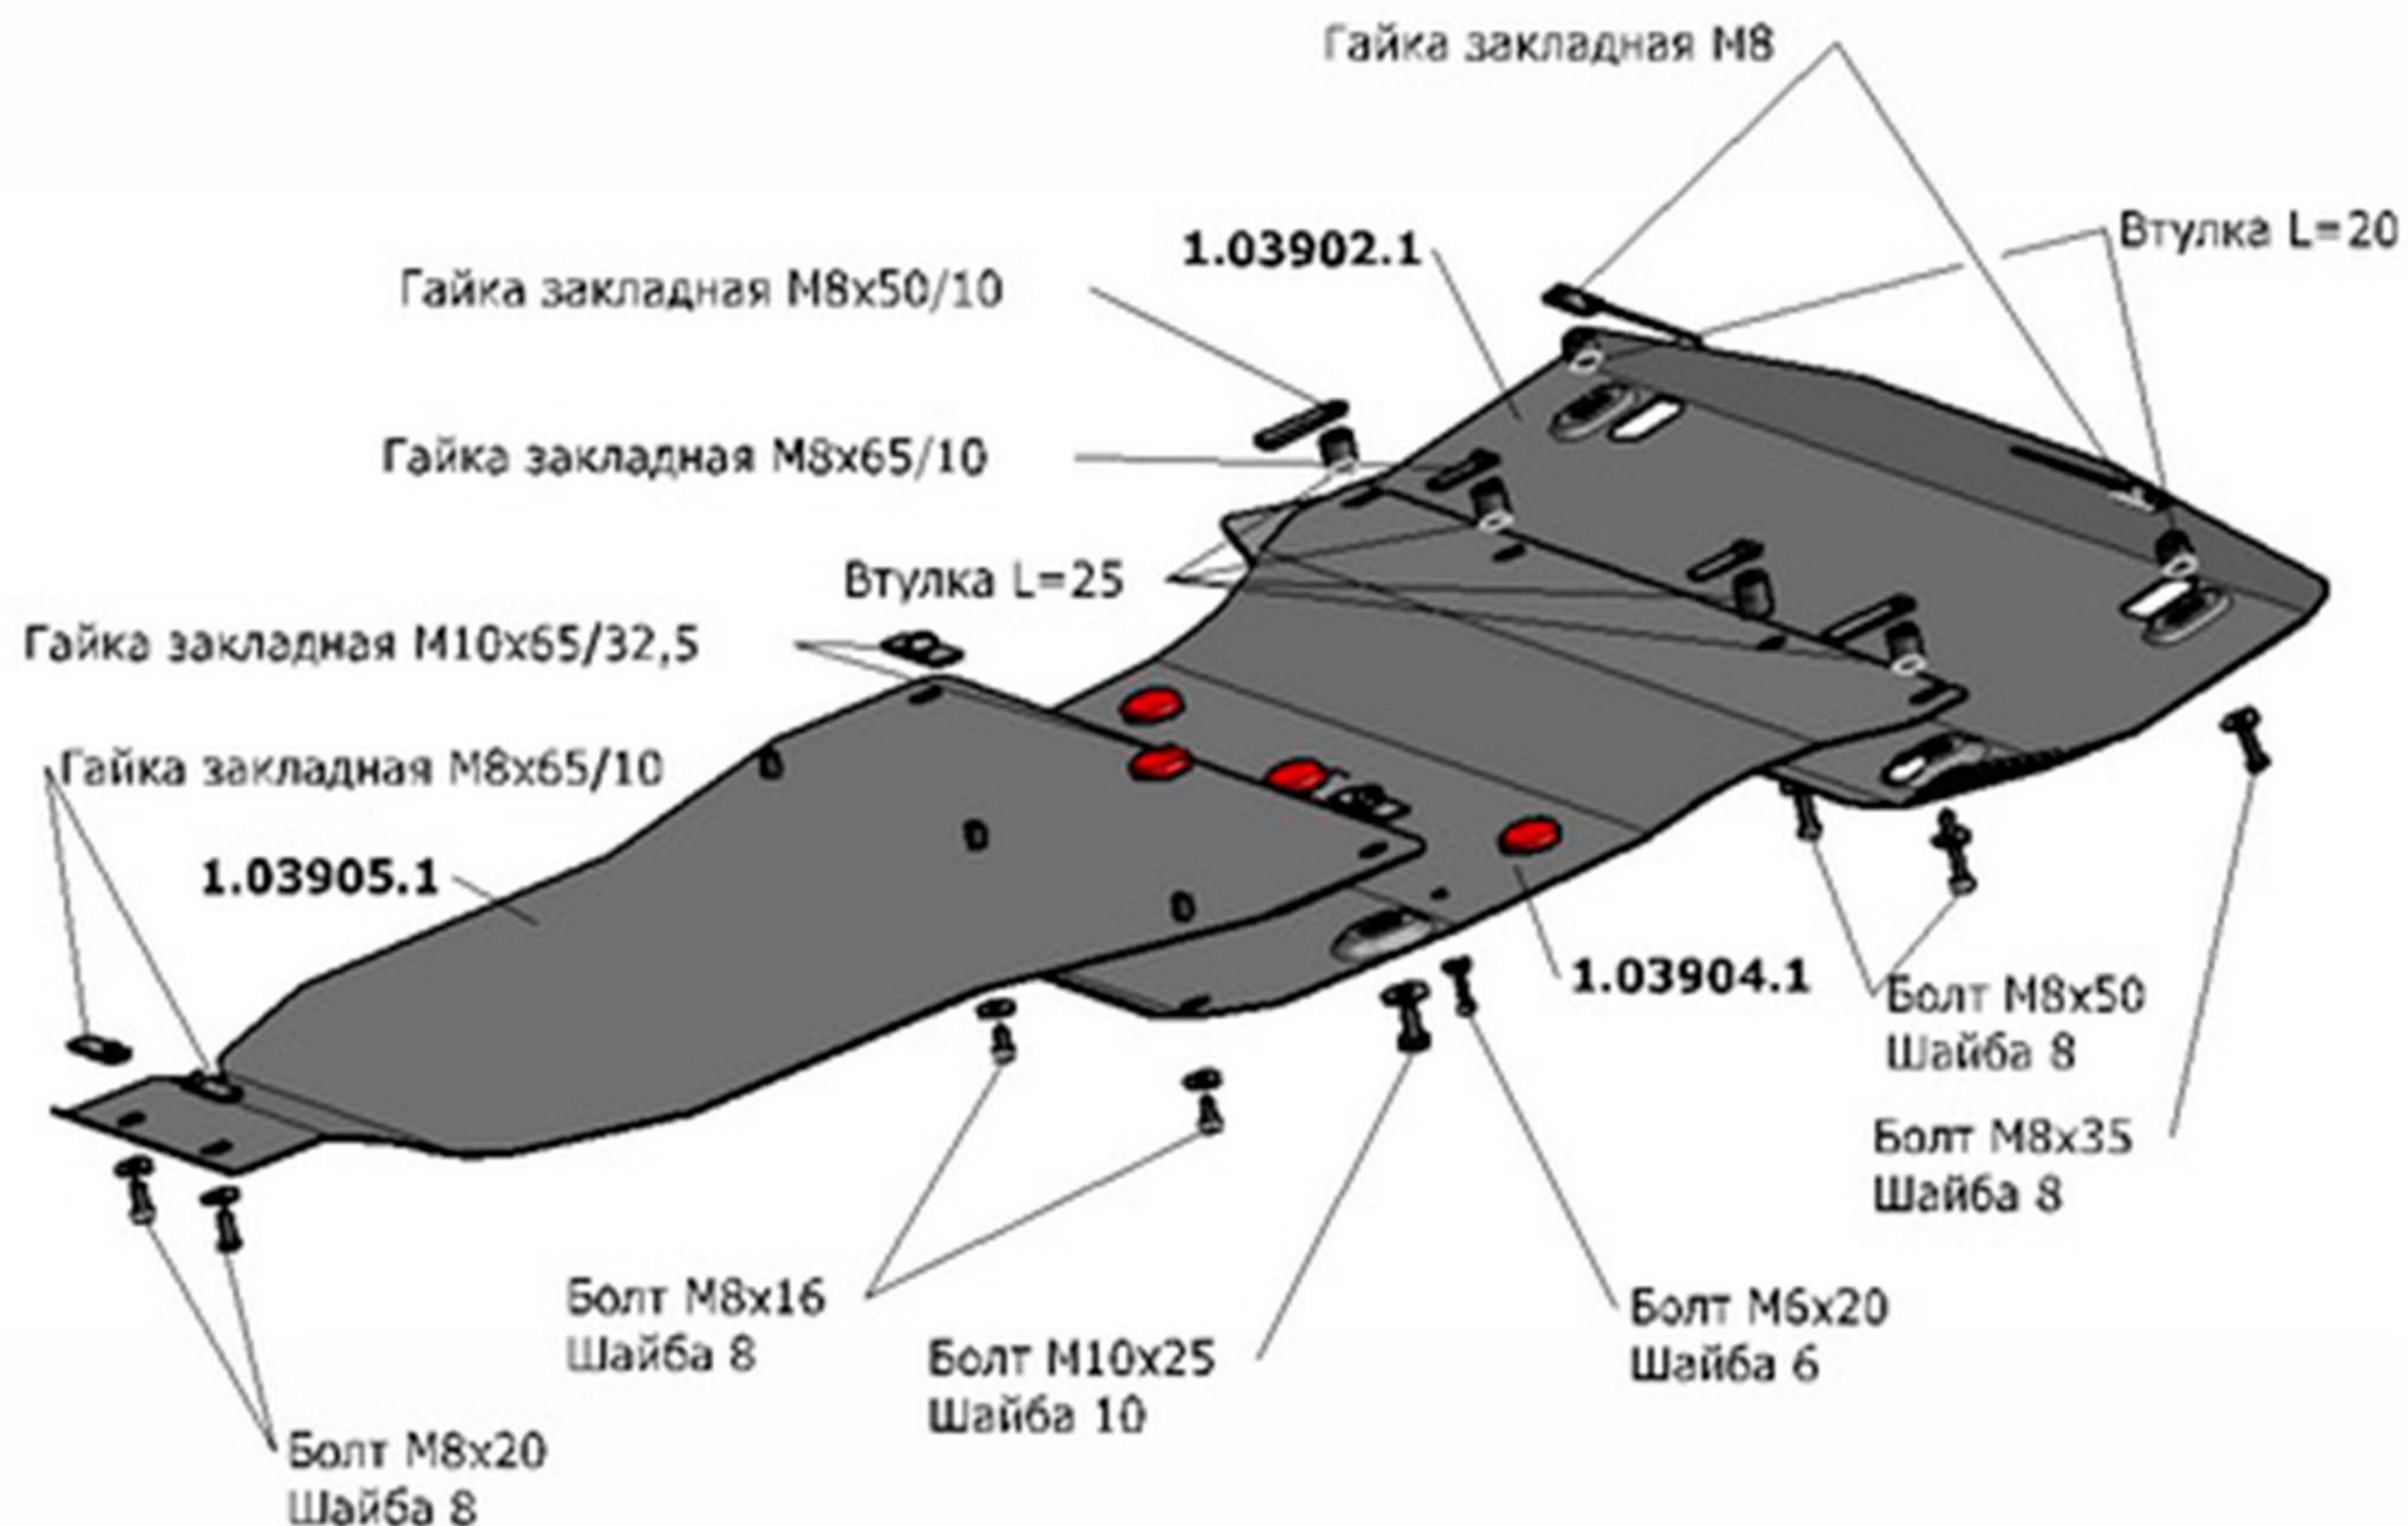 Гайка закладная М8
Втулка L=20
1.03902.1
Гайка закладная М8х50/10
Гайка закладная М8х65/10
Втулка L=25
Гайка закладная М10х65/32,5
Гайка закладная М8х65/10
1.03905.1
1.03904.1
Болт М8х50
Шайба 8
Болт М8х35
Шайба 8
Болт М8х16
Шайба 8
Болт М10х25
Шайба 10
Болт М6х20
Шайба 6
Болт М8х20
Шайба 8